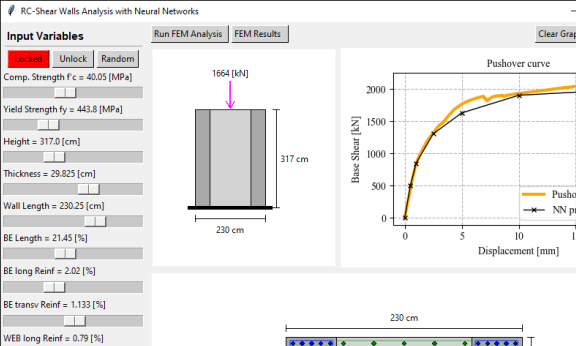 RC-Shear Walls Analysis with Neural Networks
Input Variables
Locked Unlock Random
Comp. Strength f'c = 40.05 [MPa]
Yield Strength fy = 443.8 [MPa]
Height = 317.0 [cm]
Thickness = 29.825 [cm]
Wall Length = 230.25 [cm]
BE Length = 21.45 [%]
BE long Reinf = 2.02 [%]
BE transv Reinf = 1.133 [%]
WEB long Reinf = 0.79 [%]
Run FEM Analysis FEM Results
Clear Grap
1664 [kN]
317 cm
230 cm
Pushover curve
Base Shear [kN]
2000
1500
1000
500
0
0 5 10 1
Displacement [mm]
Pusho
NN pr
230 cm